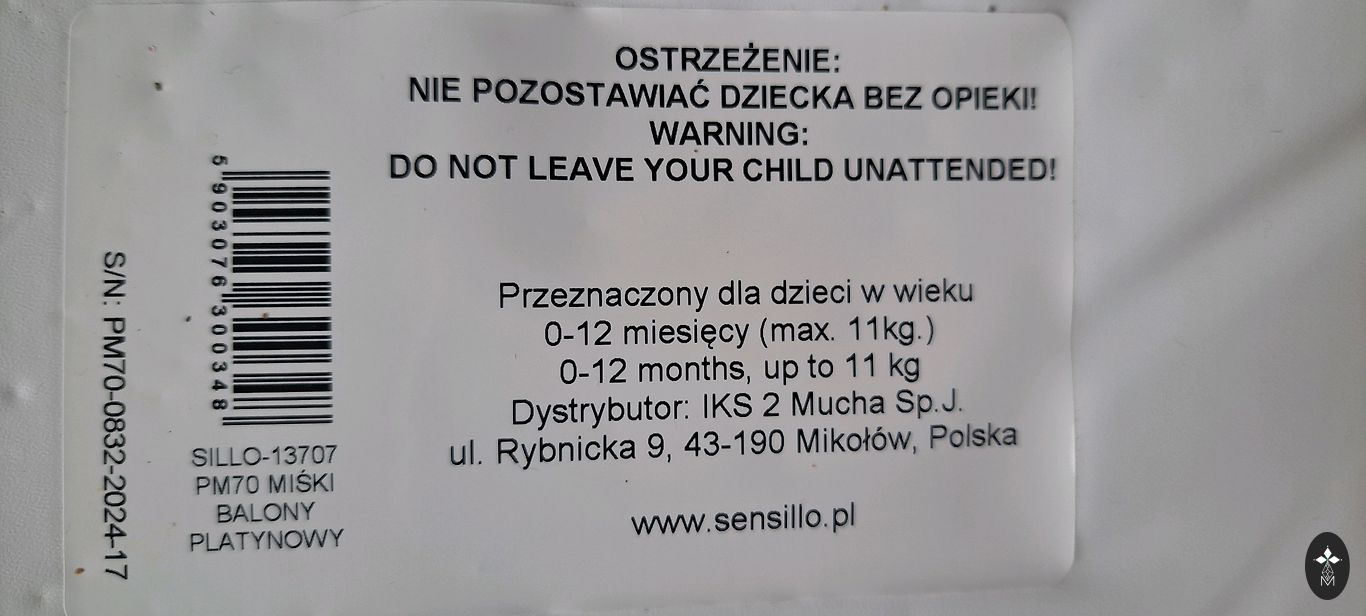 OSTRZEŻENIE:
NIE POZOSTAWIAĆ DZIECKA BEZ OPIEKI!
WARNING:
DO NOT LEAVE YOUR CHILD UNATTENDED!
Przeznaczony dla dzieci w wieku
0-12 miesięcy (max. 11kg.)
0-12 months, up to 11 kg
Dystrybutor: IKS 2 Mucha Sp.J.
ul. Rybnicka 9, 43-190 Mikołów, Polska
www.sensillo.pl
5 903076 300348
SILLO-13707
PM70 MIŚKI
BALONY
PLATYNOWY
S/N: PM70-0832-2024-17
M